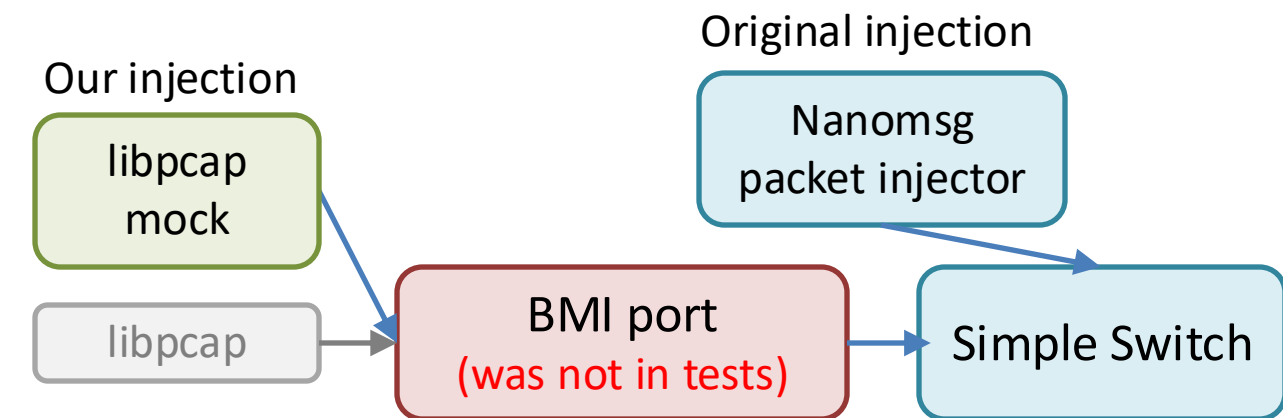 Original injection
Our injection
Nanomsg
packet injector
libpcap
mock
libpcap
BMI port
(was not in tests)
Simple Switch